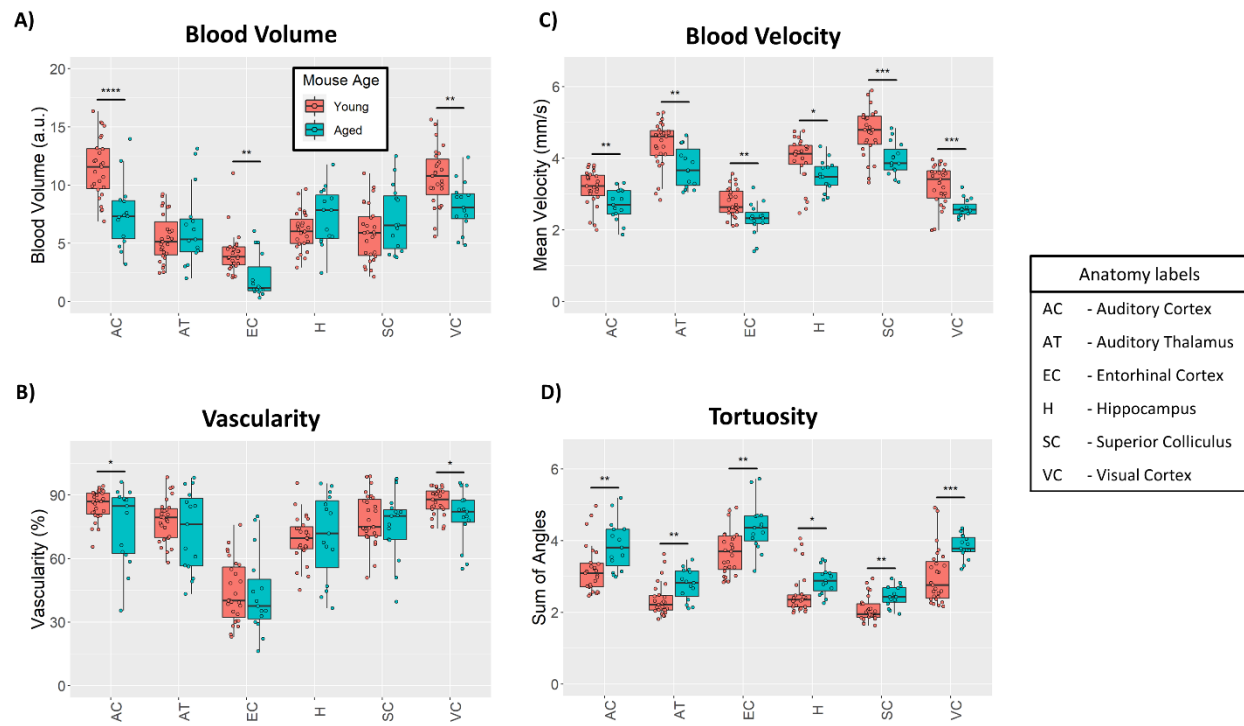 A)
Blood Volume
Blood Volume (a.u.)
20
15
10
5
0
Mouse Age
Young
Aged
****
**
**
AC
AT
EC
H
SC
VC
B)
Vascularity
Vascularity (%)
90
60
30
0
*
*
AC
AT
EC
H
SC
VC
C)
Blood Velocity
Mean Velocity (mm/s)
6
4
2
0
**
**
**
*
***
***
AC
AT
EC
H
SC
VC
D)
Tortuosity
Sum of Angles
6
4
2
0
**
**
**
*
**
***
AC
AT
EC
H
SC
VC
Anatomy labels
AC - Auditory Cortex
AT - Auditory Thalamus
EC - Entorhinal Cortex
H - Hippocampus
SC - Superior Colliculus
VC - Visual Cortex